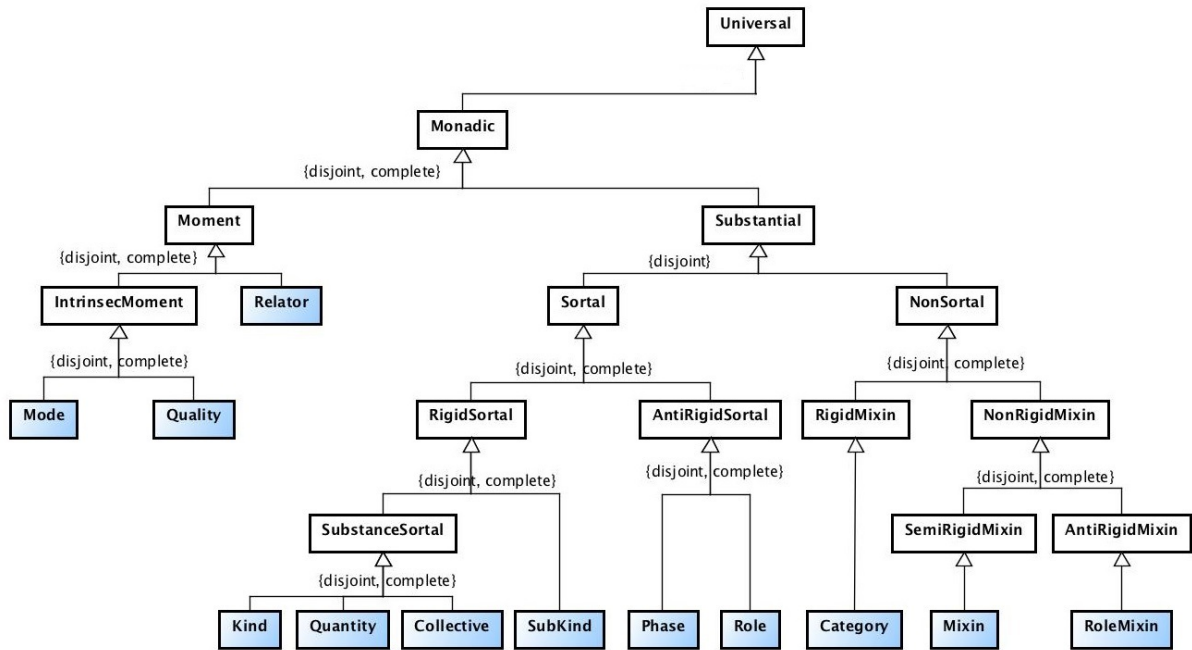 Universal
Monadic
{disjoint, complete}
Moment
Substantial
{disjoint, complete}
{disjoint}
IntrinsecMoment
Relator
Sortal
NonSortal
{disjoint, complete}
{disjoint, complete}
{disjoint, complete}
Mode
Quality
RigidSortal
AntiRigidSortal
RigidMixin
NonRigidMixin
{disjoint, complete}
{disjoint, complete}
{disjoint, complete}
SubstanceSortal
SemiRigidMixin
AntiRigidMixin
{disjoint, complete}
Kind
Quantity
Collective
SubKind
Phase
Role
Category
Mixin
RoleMixin